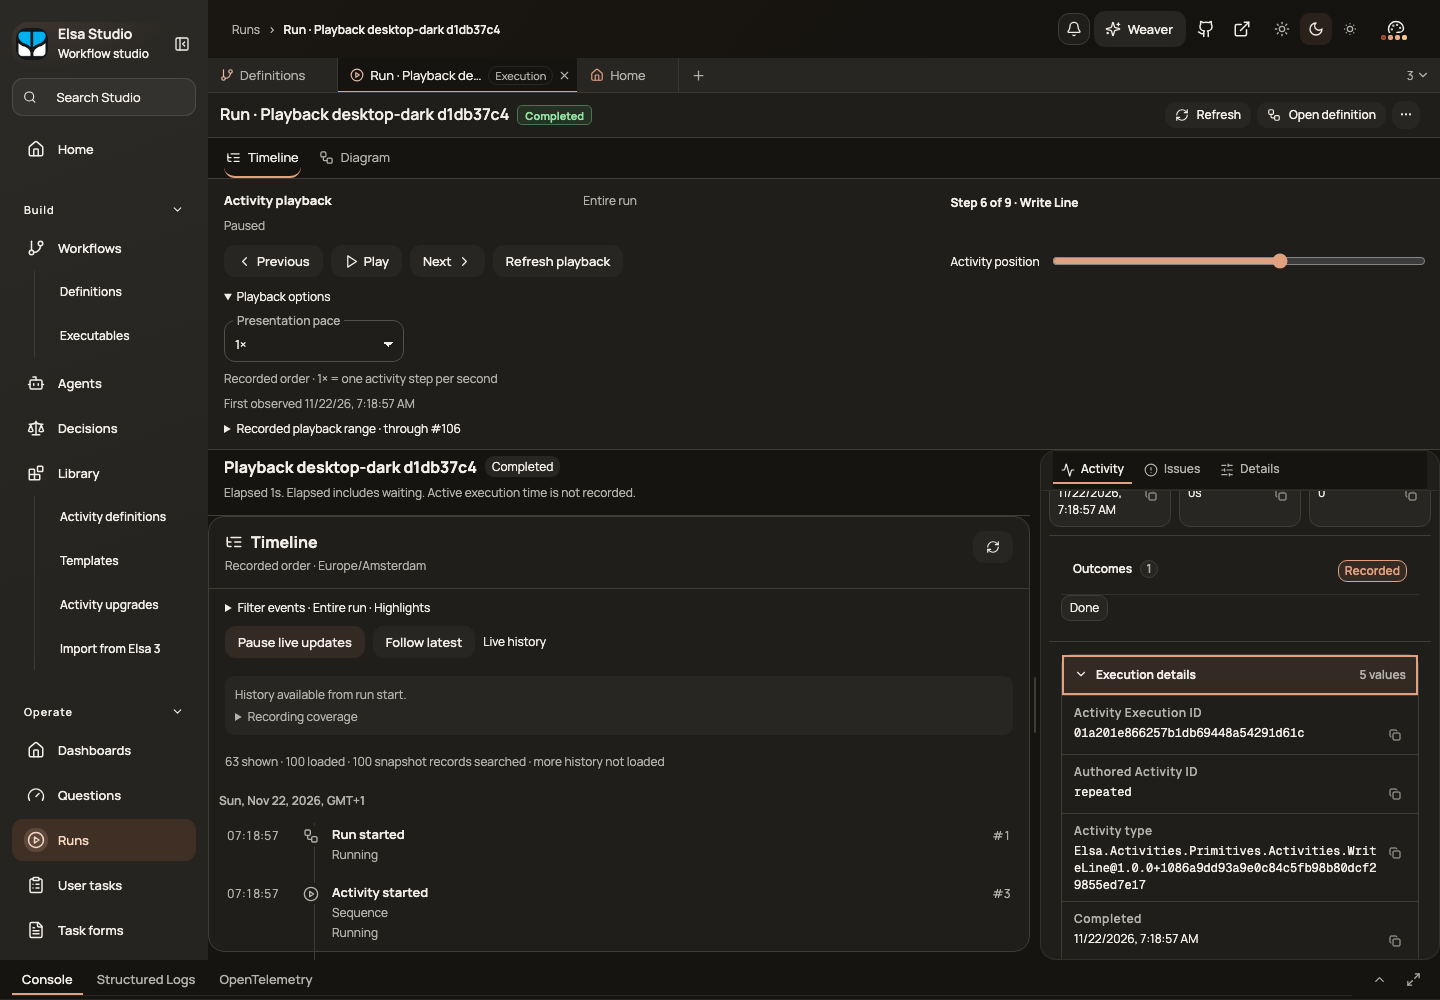 Elsa Studio
Workflow studio
Search Studio
Home
Build
Workflows
Definitions
Executables
Agents
Decisions
Library
Activity definitions
Templates
Activity upgrades
Import from Elsa 3
Operate
Dashboards
Questions
Runs
User tasks
Task forms
Runs › Run · Playback desktop-dark d1db37c4
Weaver
Definitions
Run · Playback de... Execution
Home
3
Run · Playback desktop-dark d1db37c4 Completed
Refresh
Open definition
Timeline
Diagram
Activity playback
Entire run
Step 6 of 9 · Write Line
Paused
Previous
Play
Next
Refresh playback
Activity position
Playback options
Presentation pace
1×
Recorded order · 1× = one activity step per second
First observed 11/22/26, 7:18:57 AM
Recorded playback range · through #106
Playback desktop-dark d1db37c4 Completed
Elapsed 1s. Elapsed includes waiting. Active execution time is not recorded.
Timeline
Recorded order · Europe/Amsterdam
Filter events · Entire run · Highlights
Pause live updates
Follow latest
Live history
History available from run start.
Recording coverage
63 shown · 100 loaded · 100 snapshot records searched · more history not loaded
Sun, Nov 22, 2026, GMT+1
07:18:57 Run started #1
Running
07:18:57 Activity started #3
Sequence
Running
Activity
Issues
Details
11/22/2026,
7:18:57 AM
0s
0
Outcomes 1
Recorded
Done
Execution details 5 values
Activity Execution ID
01a201e866257b1db69448a54291d61c
Authored Activity ID
repeated
Activity type
Elsa.Activities.Primitives.Activities.Writ
eLine@1.0.0+1086a9dd93a9e0c84c5fb98b80dcf2
9855ed7e17
Completed
11/22/2026, 7:18:57 AM
Console
Structured Logs
OpenTelemetry